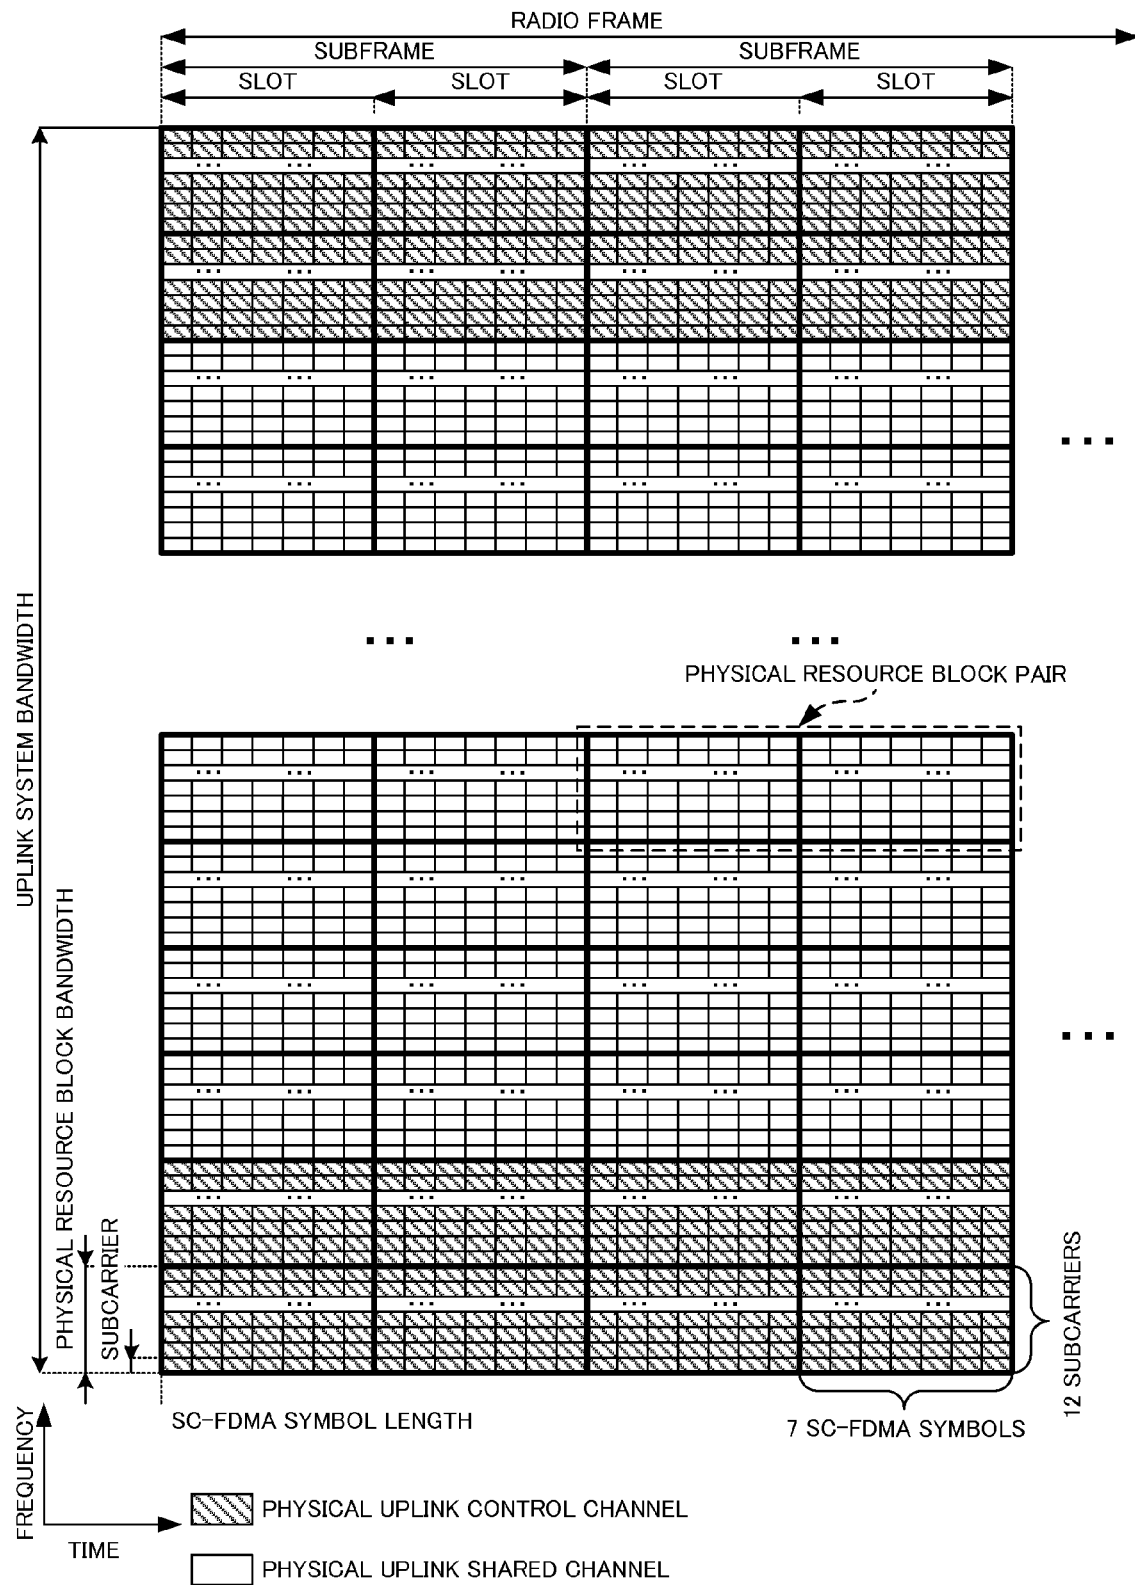 RADIO FRAME
SUBFRAME SUBFRAME
SLOT SLOT SLOT SLOT
UPLINK SYSTEM BANDWIDTH
PHYSICAL RESOURCE BLOCK PAIR
PHYSICAL RESOURCE BLOCK BANDWIDTH
SUBCARRIER
12 SUBCARRIERS
SC-FDMA SYMBOL LENGTH
7 SC-FDMA SYMBOLS
FREQUENCY
TIME
PHYSICAL UPLINK CONTROL CHANNEL
PHYSICAL UPLINK SHARED CHANNEL